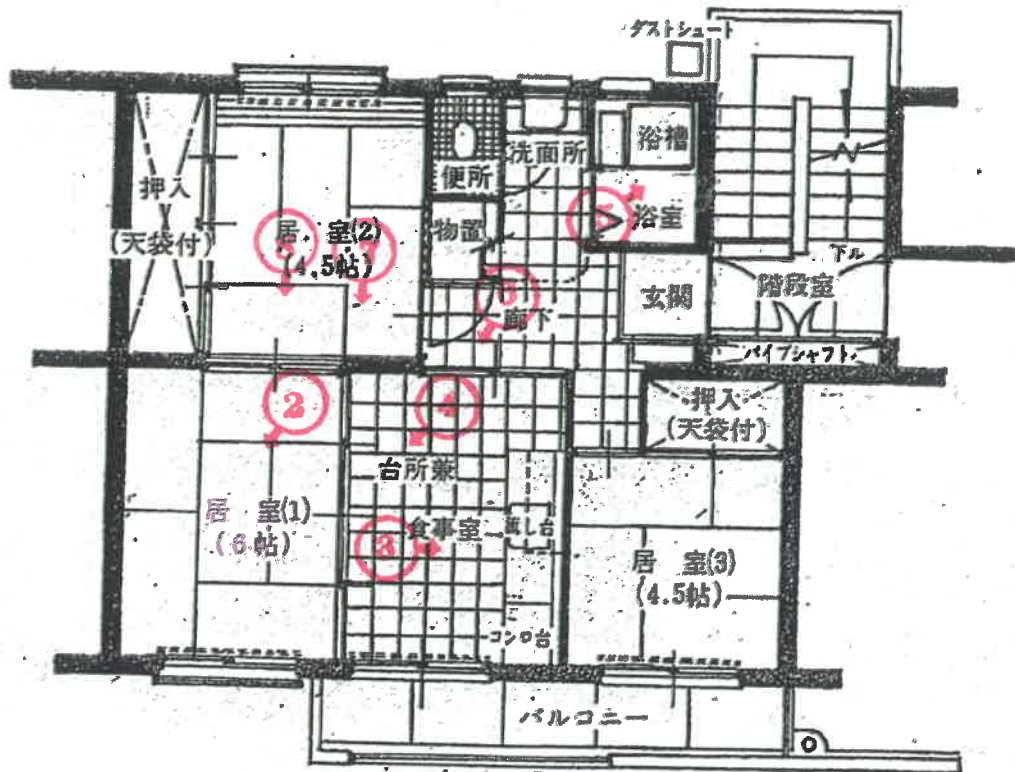 ダストシュート
浴槽
洗面所
便所
押入
(天袋付)
物置
浴室
居 室(2)
(4.5帖)
下ル
階段室
玄関
廊下
パイプシャフト
2
4
押入
(天袋付)
台所兼
食事室
流し台
居 室(1)
(6帖)
3
居 室(3)
(4.5帖)
コンロ台
バルコニー
5
6
7